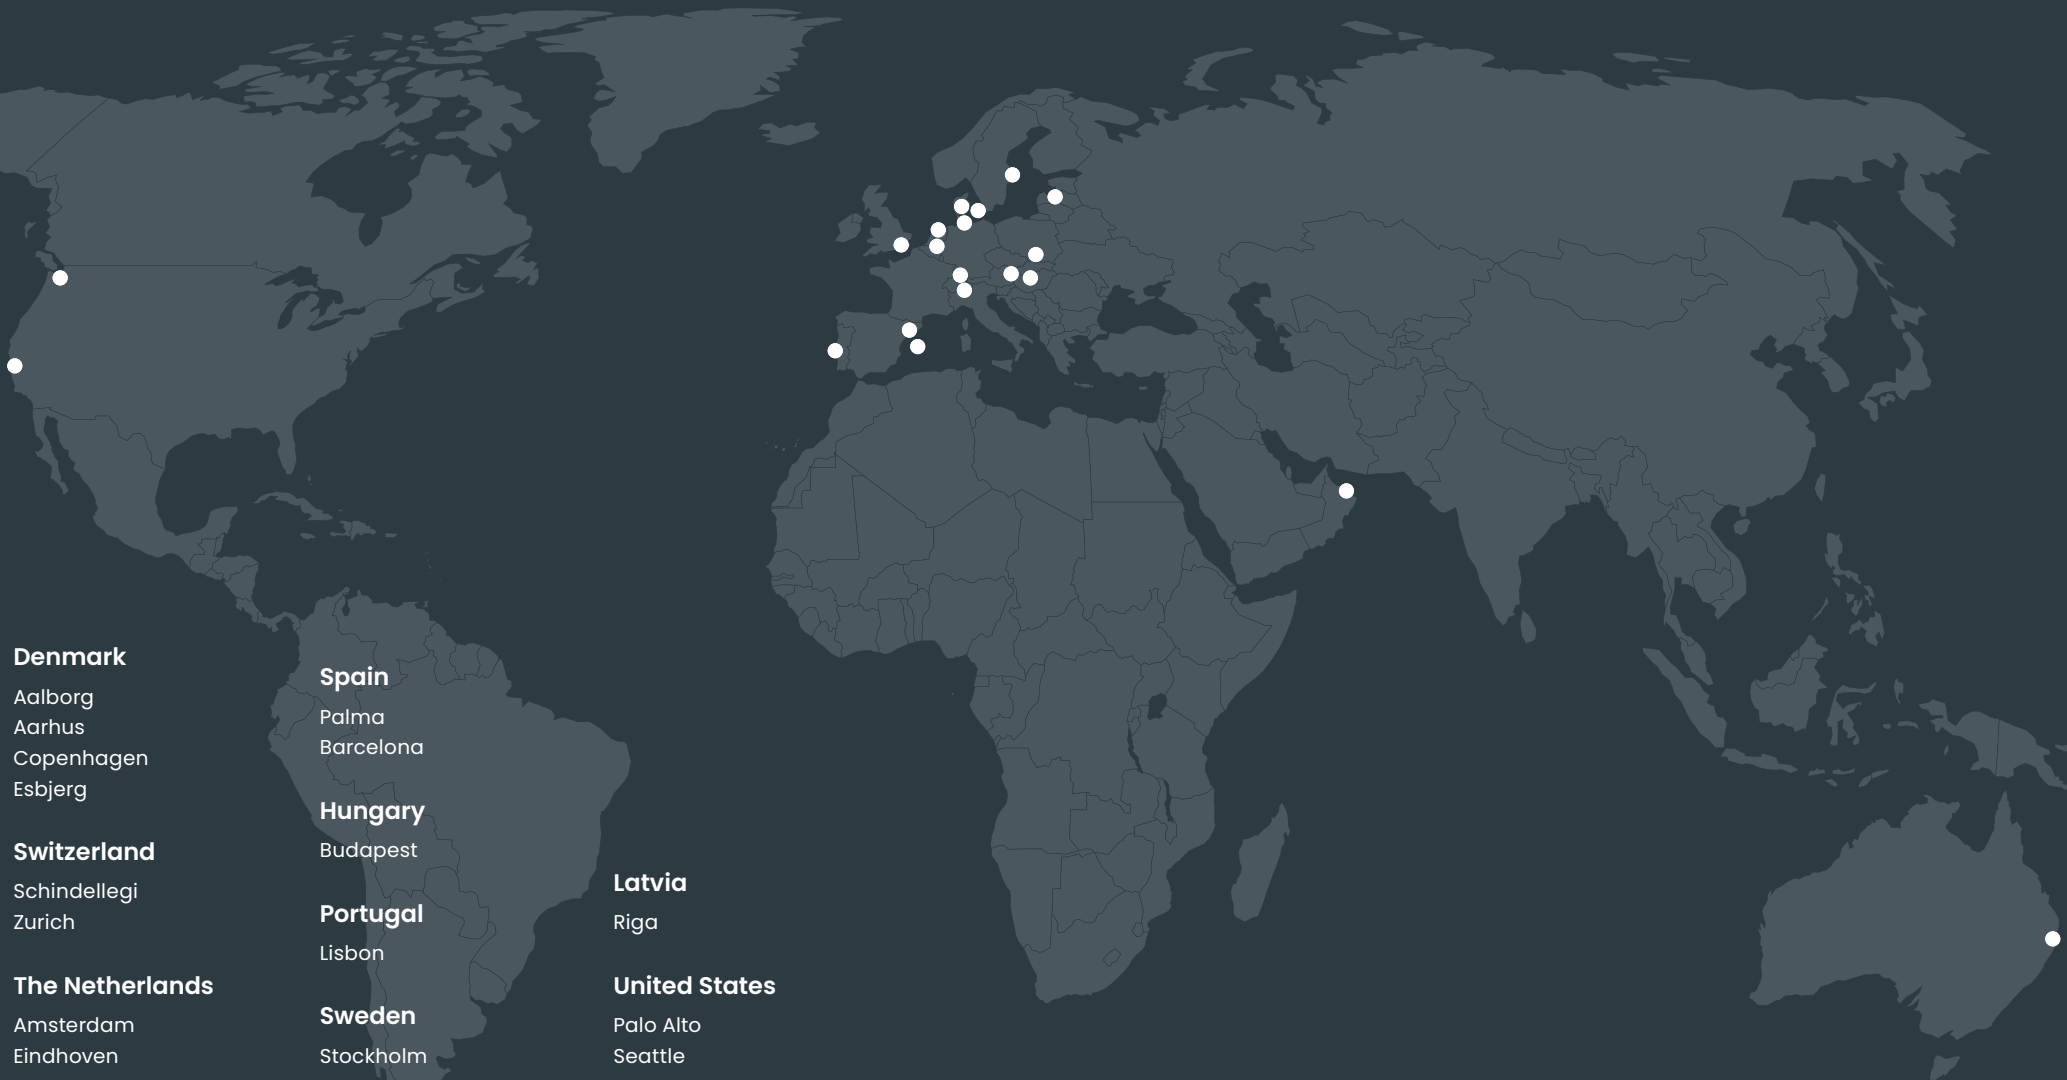 Denmark
Aalborg
Aarhus
Copenhagen
Esbjerg
Switzerland
Schindellegi
Zurich
The Netherlands
Amsterdam
Eindhoven
Spain
Palma
Barcelona
Hungary
Budapest
Portugal
Lisbon
Sweden
Stockholm
Latvia
Riga
United States
Palo Alto
Seattle